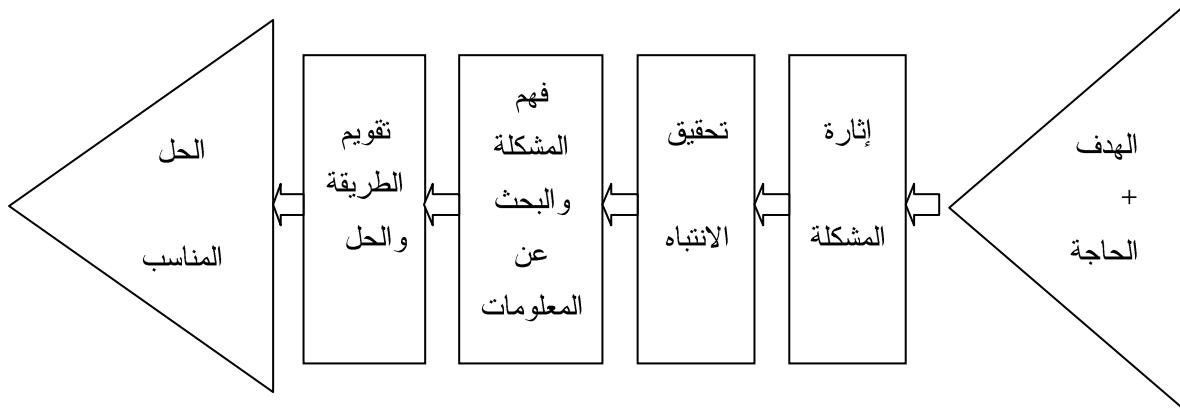 الهدف
+
الحاجة
إثارة
المشكلة
تحقيق
الانتباه
فهم
المشكلة
والبحث
عن
المعلومات
تقويم
الطريقة
والحل
الحل
المناسب